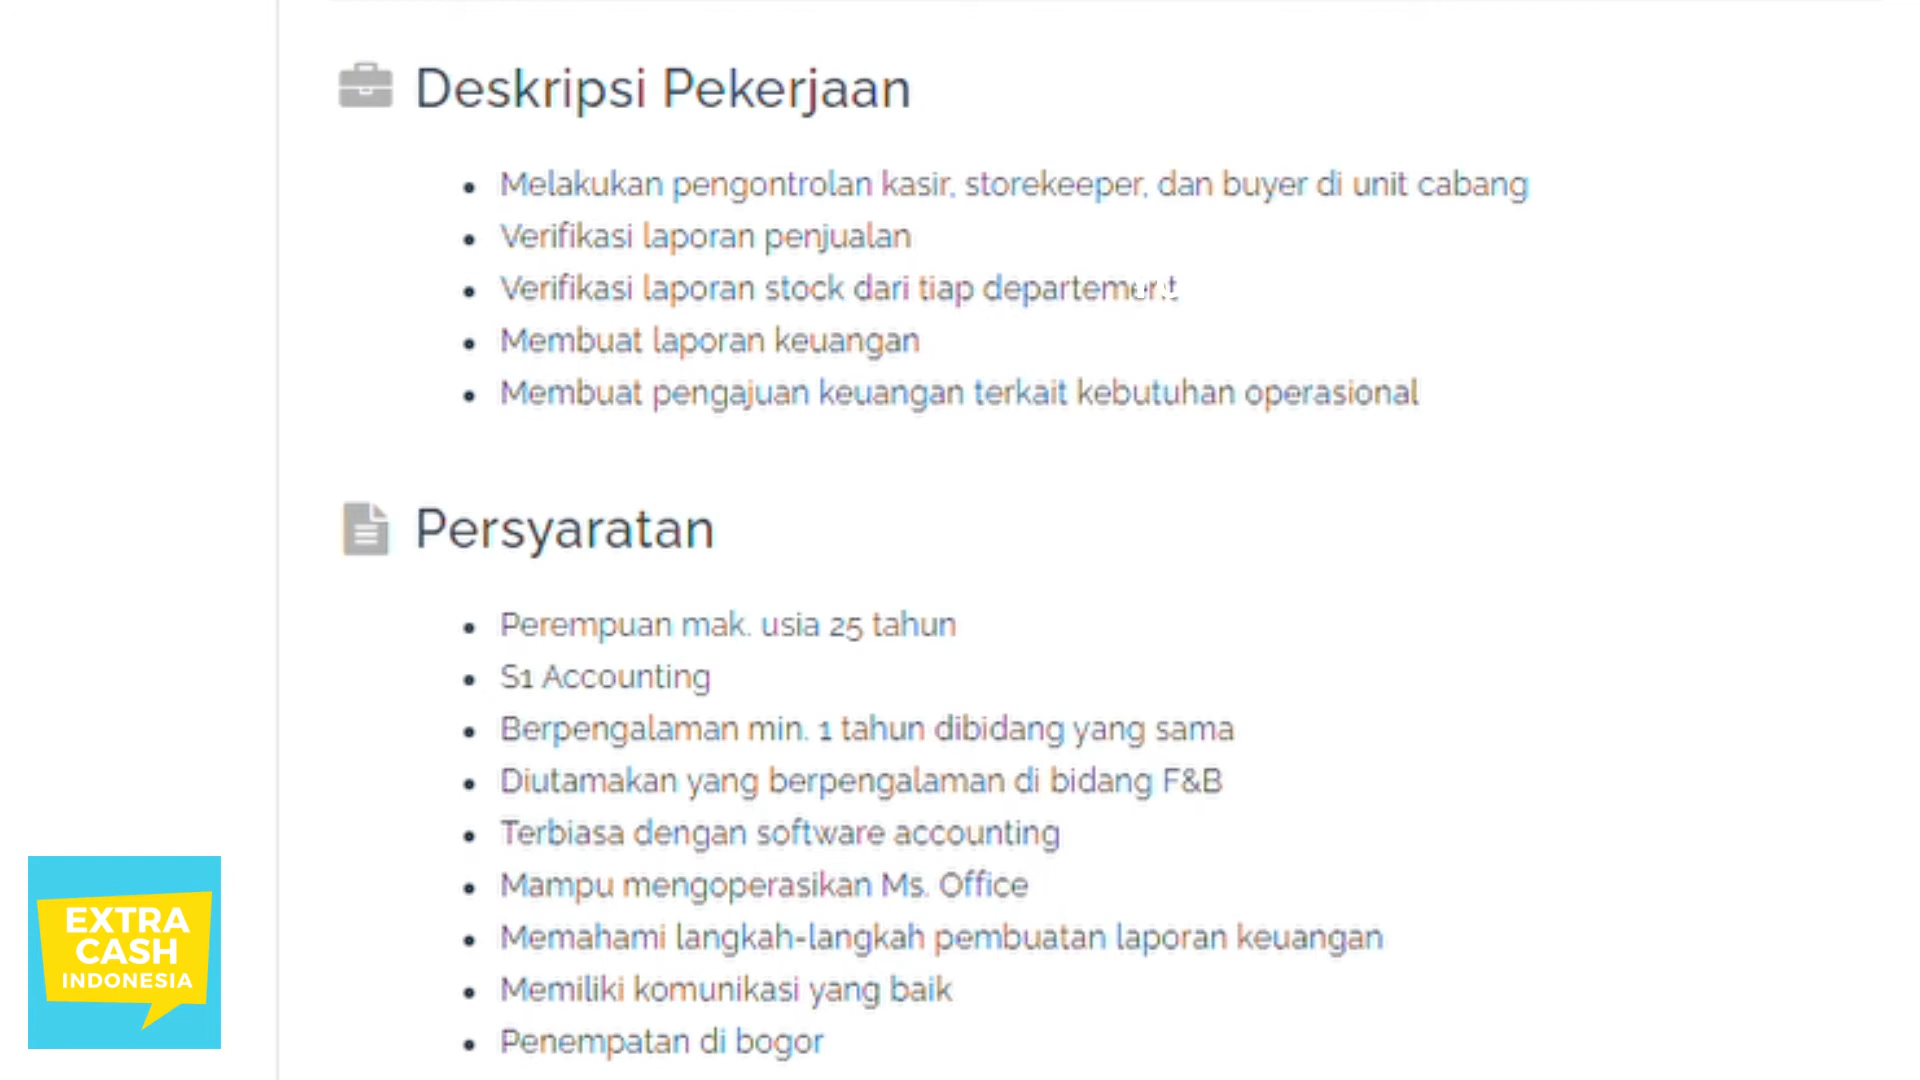 Deskripsi Pekerjaan
Melakukan pengontrolan kasir, storekeeper, dan buyer di unit cabang
Verifikasi laporan penjualan
Verifikasi laporan stock dari tiap departement
Membuat laporan keuangan
Membuat pengajuan keuangan terkait kebutuhan operasional
Persyaratan
Perempuan mak. usia 25 tahun
S1 Accounting
Berpengalaman min. 1 tahun dibidang yang sama
Diutamakan yang berpengalaman di bidang F&B
Terbiasa dengan software accounting
Mampu mengoperasikan Ms. Office
Memahami langkah-langkah pembuatan laporan keuangan
Memiliki komunikasi yang baik
Penempatan di bogor
EXTRA
CASH
INDONESIA